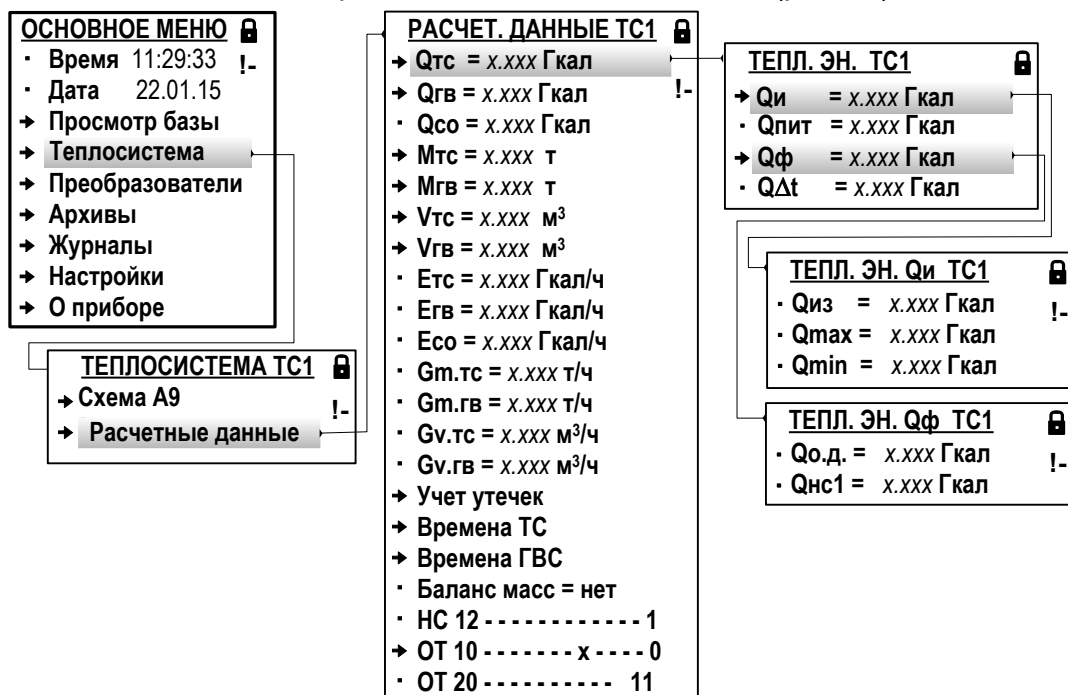 ОСНОВНОЕ МЕНЮ
· Время 11:29:33 !-
· Дата 22.01.15
→ Просмотр базы
→ Теплосистема
→ Преобразователи
→ Архивы
→ Журналы
→ Настройки
→ О приборе
ТЕПЛОСИСТЕМА ТС1
→ Схема А9 !-
→ Расчетные данные
РАСЧЕТ. ДАННЫЕ ТС1
→ Qтс = x.xxx Гкал
→ Qгв = x.xxx Гкал !-
· Qсо = x.xxx Гкал
→ Мтс = x.xxx т
→ Мгв = x.xxx т
→ Vтс = x.xxx м³
→ Vгв = x.xxx м³
· Етс = x.xxx Гкал/ч
· Егв = x.xxx Гкал/ч
· Есо = x.xxx Гкал/ч
· Gm.тс = x.xxx т/ч
· Gm.гв = x.xxx т/ч
· Gv.тс = x.xxx м³/ч
· Gv.гв = x.xxx м³/ч
→ Учет утечек
→ Времена ТС
→ Времена ГВС
· Баланс масс = нет
· НС 12 - - - - - - - - - - - - 1
→ ОТ 10 - - - - - - - x - - - - 0
· ОТ 20 - - - - - - - - - - 11
ТЕПЛ. ЭН. ТС1
→ Qи = x.xxx Гкал
· Qпит = x.xxx Гкал
→ Qф = x.xxx Гкал
· QΔt = x.xxx Гкал
ТЕПЛ. ЭН. Qи ТС1
· Qиз = x.xxx Гкал !-
· Qmax = x.xxx Гкал
· Qmin = x.xxx Гкал
ТЕПЛ. ЭН. Qф ТС1
· Qо.д. = x.xxx Гкал !-
· Qнс1 = x.xxx Гкал